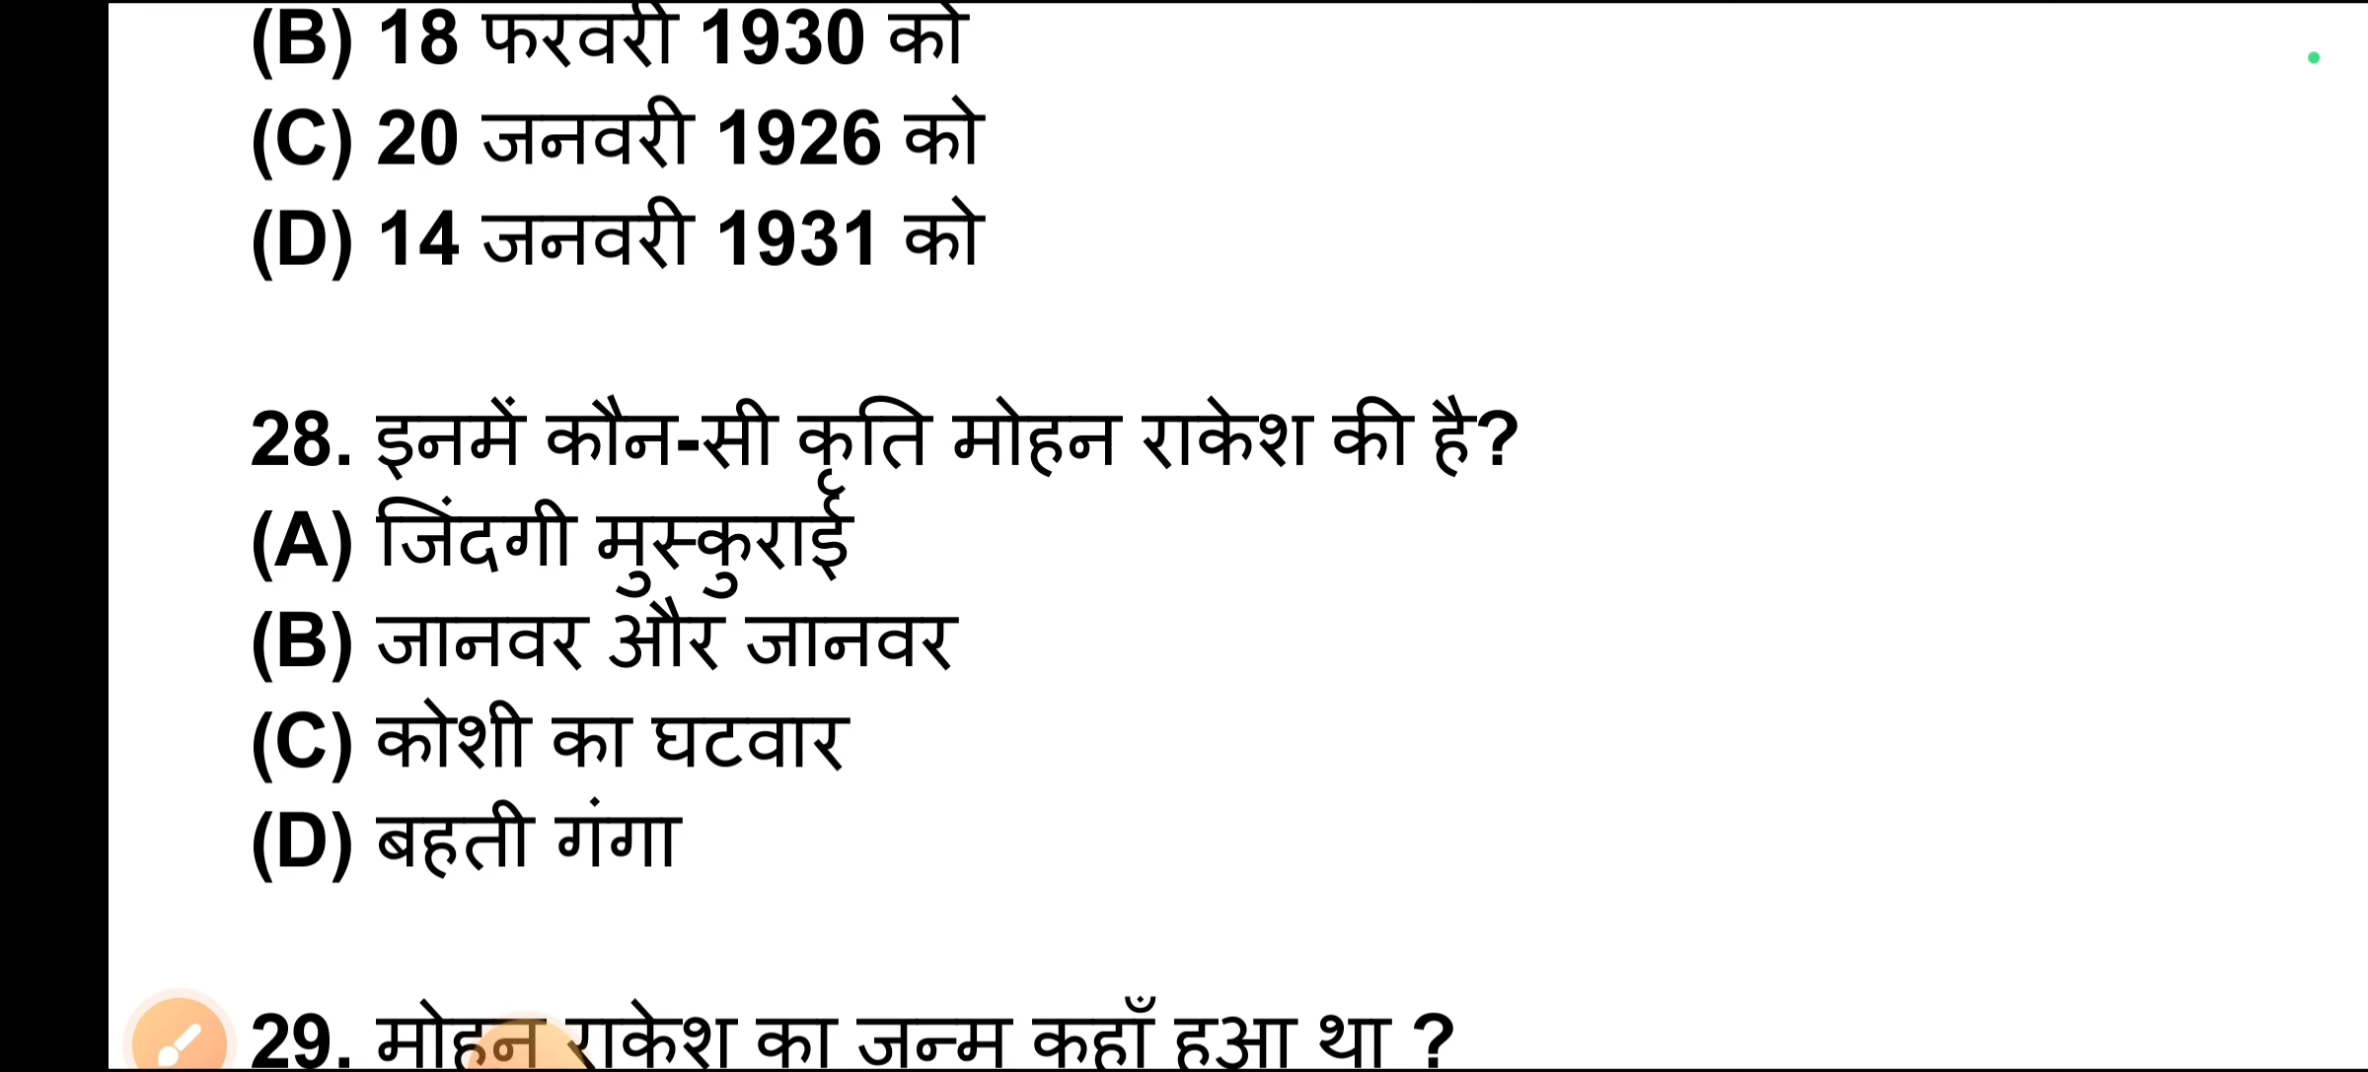 (B) 18 फरवरी 1930 को
(C) 20 जनवरी 1926 को
(D) 14 जनवरी 1931 को
28. इनमें कौन-सी कृति मोहन राकेश की है?
(A) जिंदगी मुस्कुराई
(B) जानवर और जानवर
(C) कोशी का घटवार
(D) बहती गंगा
29. मोहन राकेश का जन्म कहाँ हुआ था ?